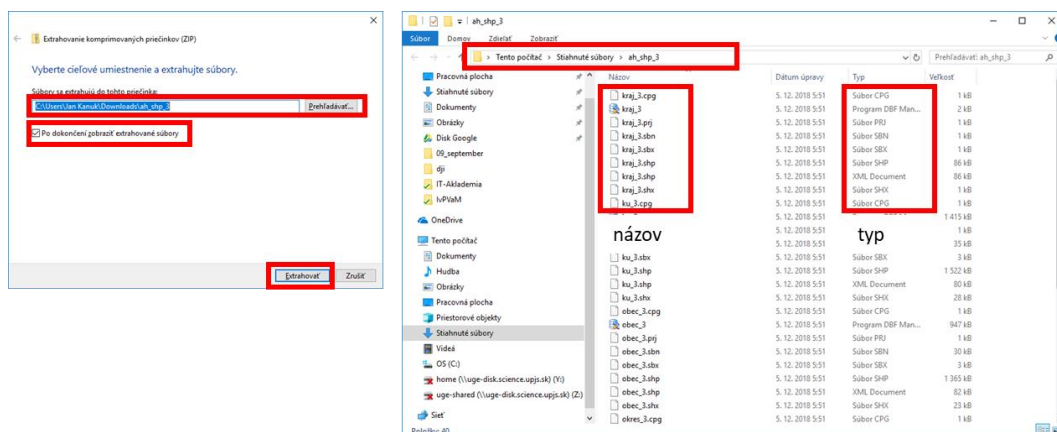 Extrahovanie komprimovaných priečinkov (ZIP)
Vyberte cieľové umiestnenie a extrahujte súbory.
Súbory sa extrahujú do tohto priečinka:
C:\Users\Jan Kanuk\Downloads\ah_shp_3
Prehľadávať...
Po dokončení zobraziť extrahované súbory
Extrahovať Zrušiť
ah_shp_3
Súbor Domov Zdieľať Zobraziť
Tento počítač > Stiahnuté súbory > ah_shp_3
Prehľadávať: ah_shp_3
Pracovná plocha
Stiahnuté súbory
Dokumenty
Obrázky
Disk Google
09_september
dji
IT-Akademia
IvPVaM
OneDrive
Tento počítač
Dokumenty
Hudba
Obrázky
Pracovná plocha
Priestorové objekty
Stiahnuté súbory
Videá
OS (C:)
home (\\uge-disk.science.upjs.sk) (Y:)
uge-shared (\\uge-disk.science.upjs.sk) (Z:)
Sieť
Položky: 40
Názov Dátum úpravy Typ Veľkosť
kraj_3.cpg 5. 12. 2018 5:51 Súbor CPG 1 kB
kraj_3 5. 12. 2018 5:51 Program DBF Man... 2 kB
kraj_3.prj 5. 12. 2018 5:51 Súbor PRJ 1 kB
kraj_3.sbn 5. 12. 2018 5:51 Súbor SBN 1 kB
kraj_3.sbx 5. 12. 2018 5:51 Súbor SBX 1 kB
kraj_3.shp 5. 12. 2018 5:51 Súbor SHP 86 kB
kraj_3.shp 5. 12. 2018 5:51 XML Document 86 kB
kraj_3.shx 5. 12. 2018 5:51 Súbor SHX 1 kB
ku_3.cpg 5. 12. 2018 5:51 Súbor CPG 1 kB
5. 12. 2018 5:51 1 415 kB
názov 5. 12. 2018 5:51 typ 1 kB
5. 12. 2018 5:51 35 kB
ku_3.sbx 5. 12. 2018 5:51 Súbor SBX 3 kB
ku_3.shp 5. 12. 2018 5:51 Súbor SHP 1 522 kB
ku_3.shp 5. 12. 2018 5:51 XML Document 80 kB
ku_3.shx 5. 12. 2018 5:51 Súbor SHX 28 kB
obec_3.cpg 5. 12. 2018 5:51 Súbor CPG 1 kB
obec_3 5. 12. 2018 5:51 Program DBF Man... 947 kB
obec_3.prj 5. 12. 2018 5:51 Súbor PRJ 1 kB
obec_3.sbn 5. 12. 2018 5:51 Súbor SBN 30 kB
obec_3.sbx 5. 12. 2018 5:51 Súbor SBX 3 kB
obec_3.shp 5. 12. 2018 5:51 Súbor SHP 1 365 kB
obec_3.shp 5. 12. 2018 5:51 XML Document 82 kB
obec_3.shx 5. 12. 2018 5:51 Súbor SHX 23 kB
okres_3.cpg 5. 12. 2018 5:51 Súbor CPG 1 kB